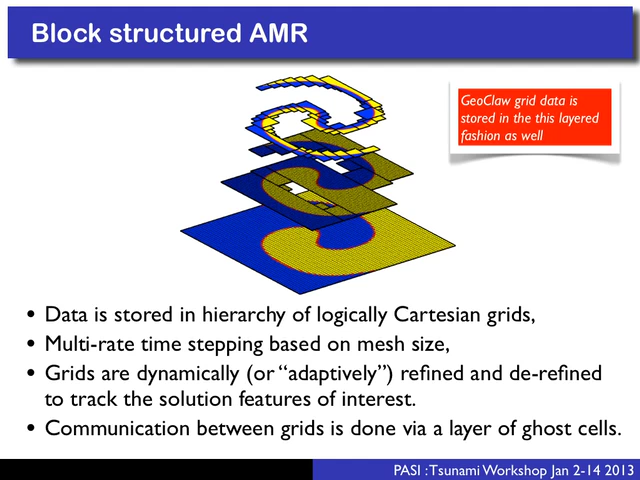 Block structured AMR
GeoClaw grid data is
stored in the this layered
fashion as well
• Data is stored in hierarchy of logically Cartesian grids,
• Multi-rate time stepping based on mesh size,
• Grids are dynamically (or “adaptively”) refined and de-refined
to track the solution features of interest.
• Communication between grids is done via a layer of ghost cells.
PASI : Tsunami Workshop Jan 2-14 2013